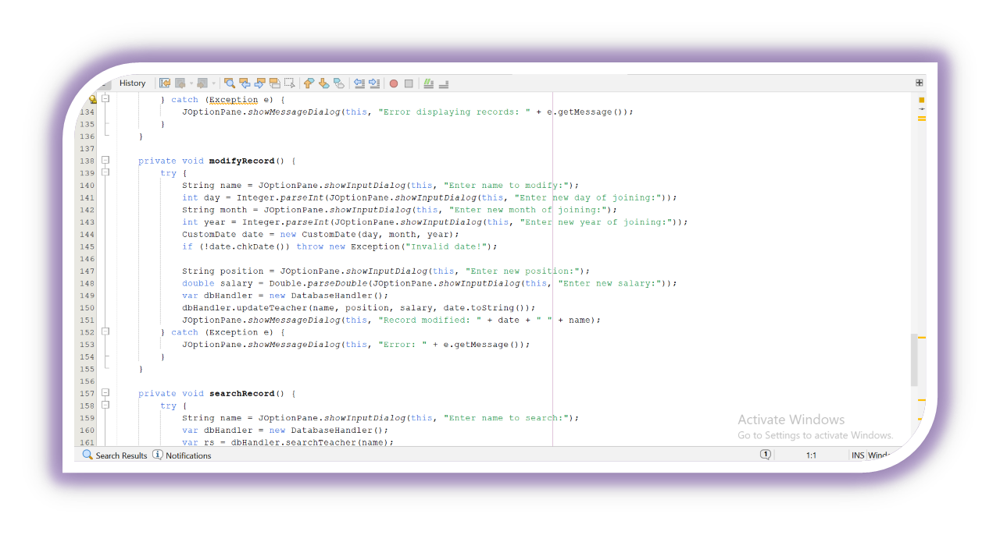 History
} catch (Exception e) {
134 JOptionPane.showMessageDialog(this, "Error displaying records: " + e.getMessage());
135 }
136 }
137
138 private void modifyRecord() {
139 try {
140 String name = JOptionPane.showInputDialog(this, "Enter name to modify:");
141 int day = Integer.parseInt(JOptionPane.showInputDialog(this, "Enter new day of joining:"));
142 String month = JOptionPane.showInputDialog(this, "Enter new month of joining:");
143 int year = Integer.parseInt(JOptionPane.showInputDialog(this, "Enter new year of joining:"));
144 CustomDate date = new CustomDate(day, month, year);
145 if (!date.chkDate()) throw new Exception("Invalid date!");
146
147 String position = JOptionPane.showInputDialog(this, "Enter new position:");
148 double salary = Double.parseDouble(JOptionPane.showInputDialog(this, "Enter new salary:"));
149 var dbHandler = new DatabaseHandler();
150 dbHandler.updateTeacher(name, position, salary, date.toString());
151 JOptionPane.showMessageDialog(this, "Record modified: " + date + " " + name);
152 } catch (Exception e) {
153 JOptionPane.showMessageDialog(this, "Error: " + e.getMessage());
154 }
155 }
156
157 private void searchRecord() {
158 try {
159 String name = JOptionPane.showInputDialog(this, "Enter name to search:");
160 var dbHandler = new DatabaseHandler();
161 var rs = dbHandler.searchTeacher(name);
Activate Windows
Go to Settings to activate Windows.
Search Results Notifications 1 1:1 INS